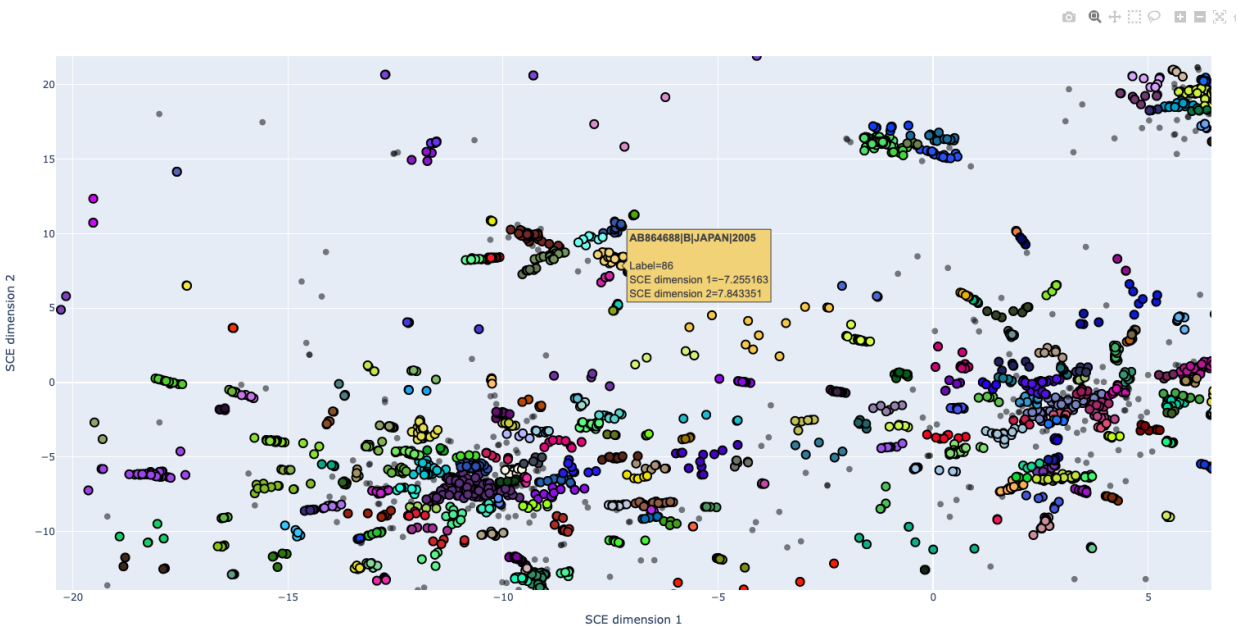 20
15
10
5
0
−5
−10
SCE dimension 2
AB864688|B|JAPAN|2005
Label=86
SCE dimension 1=−7.255163
SCE dimension 2=7.843351
−20 −15 −10 −5 0 5
SCE dimension 1